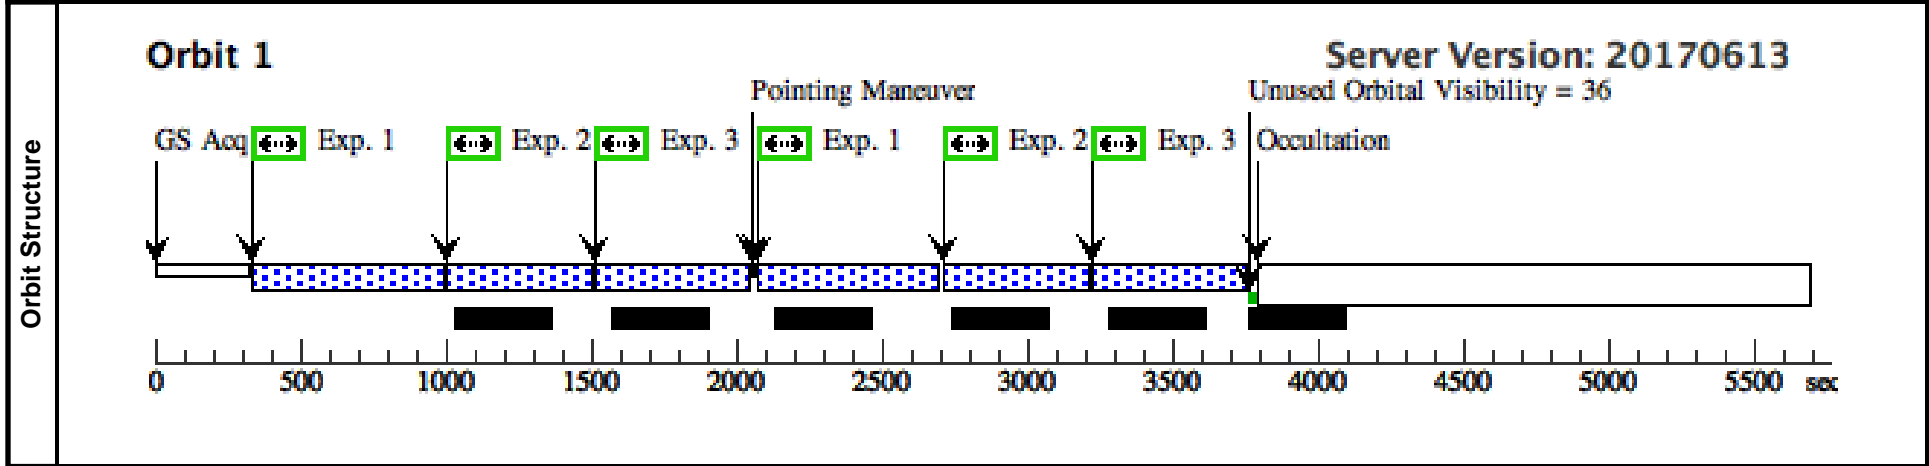 Orbit Structure
Orbit 1 Server Version: 20170613
Pointing Maneuver Unused Orbital Visibility = 36
GS Acq Exp. 1 Exp. 2 Exp. 3 Exp. 1 Exp. 2 Exp. 3 Occultation
0 500 1000 1500 2000 2500 3000 3500 4000 4500 5000 5500 sec